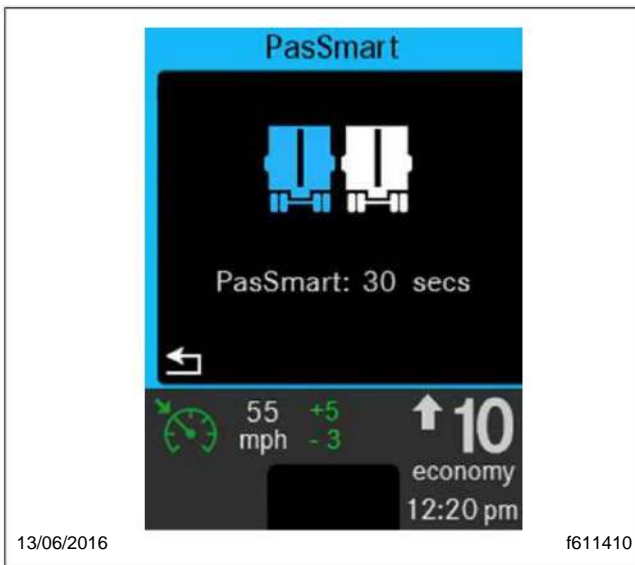 PasSmart
PasSmart: 30 secs
55 +5 10
mph - 3
economy
12:20 pm
13/06/2016 f611410